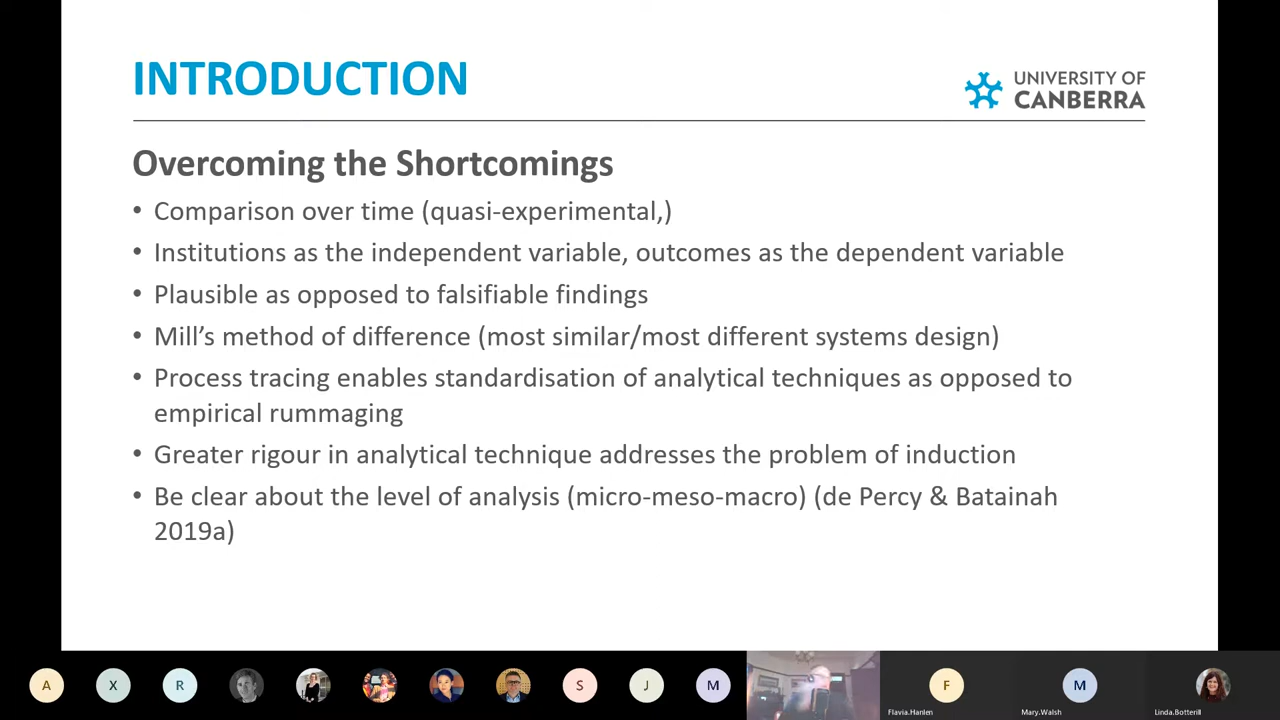 INTRODUCTION
UNIVERSITY OF
CANBERRA
Overcoming the Shortcomings
• Comparison over time (quasi-experimental,)
• Institutions as the independent variable, outcomes as the dependent variable
• Plausible as opposed to falsifiable findings
• Mill’s method of difference (most similar/most different systems design)
• Process tracing enables standardisation of analytical techniques as opposed to
empirical rummaging
• Greater rigour in analytical technique addresses the problem of induction
• Be clear about the level of analysis (micro-meso-macro) (de Percy & Batainah
2019a)
A X R S J M F M
Flavia.Hanlen Mary.Walsh Linda.Botterill